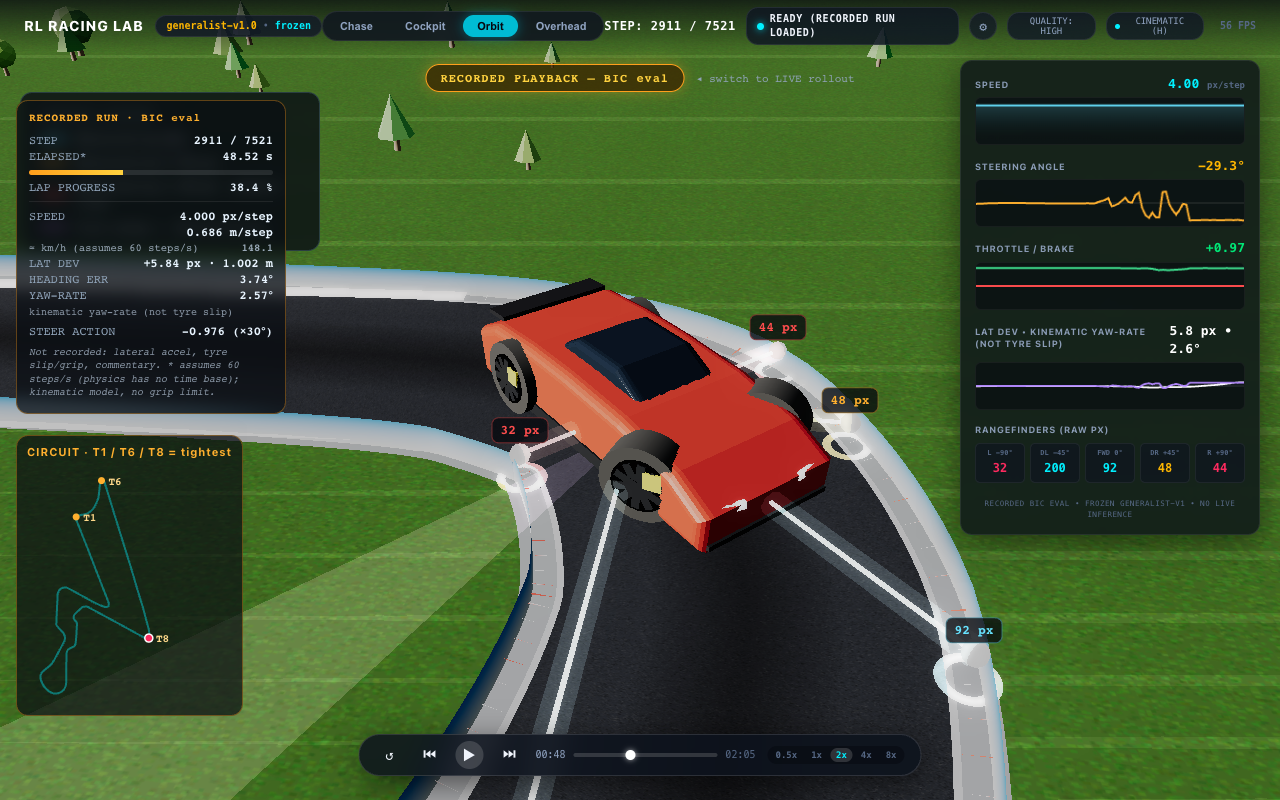 RL RACING LAB
generalist-v1.0 · frozen
Chase
Cockpit
Orbit
Overhead
STEP: 2911 / 7521
READY (RECORDED RUN LOADED)
QUALITY: HIGH
CINEMATIC (H)
56 FPS
RECORDED PLAYBACK — BIC eval
◂ switch to LIVE rollout
RECORDED RUN · BIC eval
STEP 2911 / 7521
ELAPSED* 48.52 s
LAP PROGRESS 38.4 %
SPEED 4.000 px/step
0.686 m/step
≈ km/h (assumes 60 steps/s) 148.1
LAT DEV +5.84 px · 1.002 m
HEADING ERR 3.74°
YAW-RATE 2.57°
kinematic yaw-rate (not tyre slip)
STEER ACTION −0.976 (×30°)
Not recorded: lateral accel, tyre
slip/grip, commentary. * assumes 60
steps/s (physics has no time base);
kinematic model, no grip limit.
CIRCUIT · T1 / T6 / T8 = tightest
T6
T1
T8
44 px
48 px
32 px
92 px
SPEED 4.00 px/step
STEERING ANGLE −29.3°
THROTTLE / BRAKE +0.97
LAT DEV • KINEMATIC YAW-RATE (NOT TYRE SLIP) 5.8 px • 2.6°
RANGEFINDERS (RAW PX)
L −90° DL −45° FWD 0° DR +45° R +90°
32 200 92 48 44
RECORDED BIC EVAL • FROZEN GENERALIST-V1 • NO LIVE
INFERENCE
00:48
02:05
0.5x 1x 2x 4x 8x